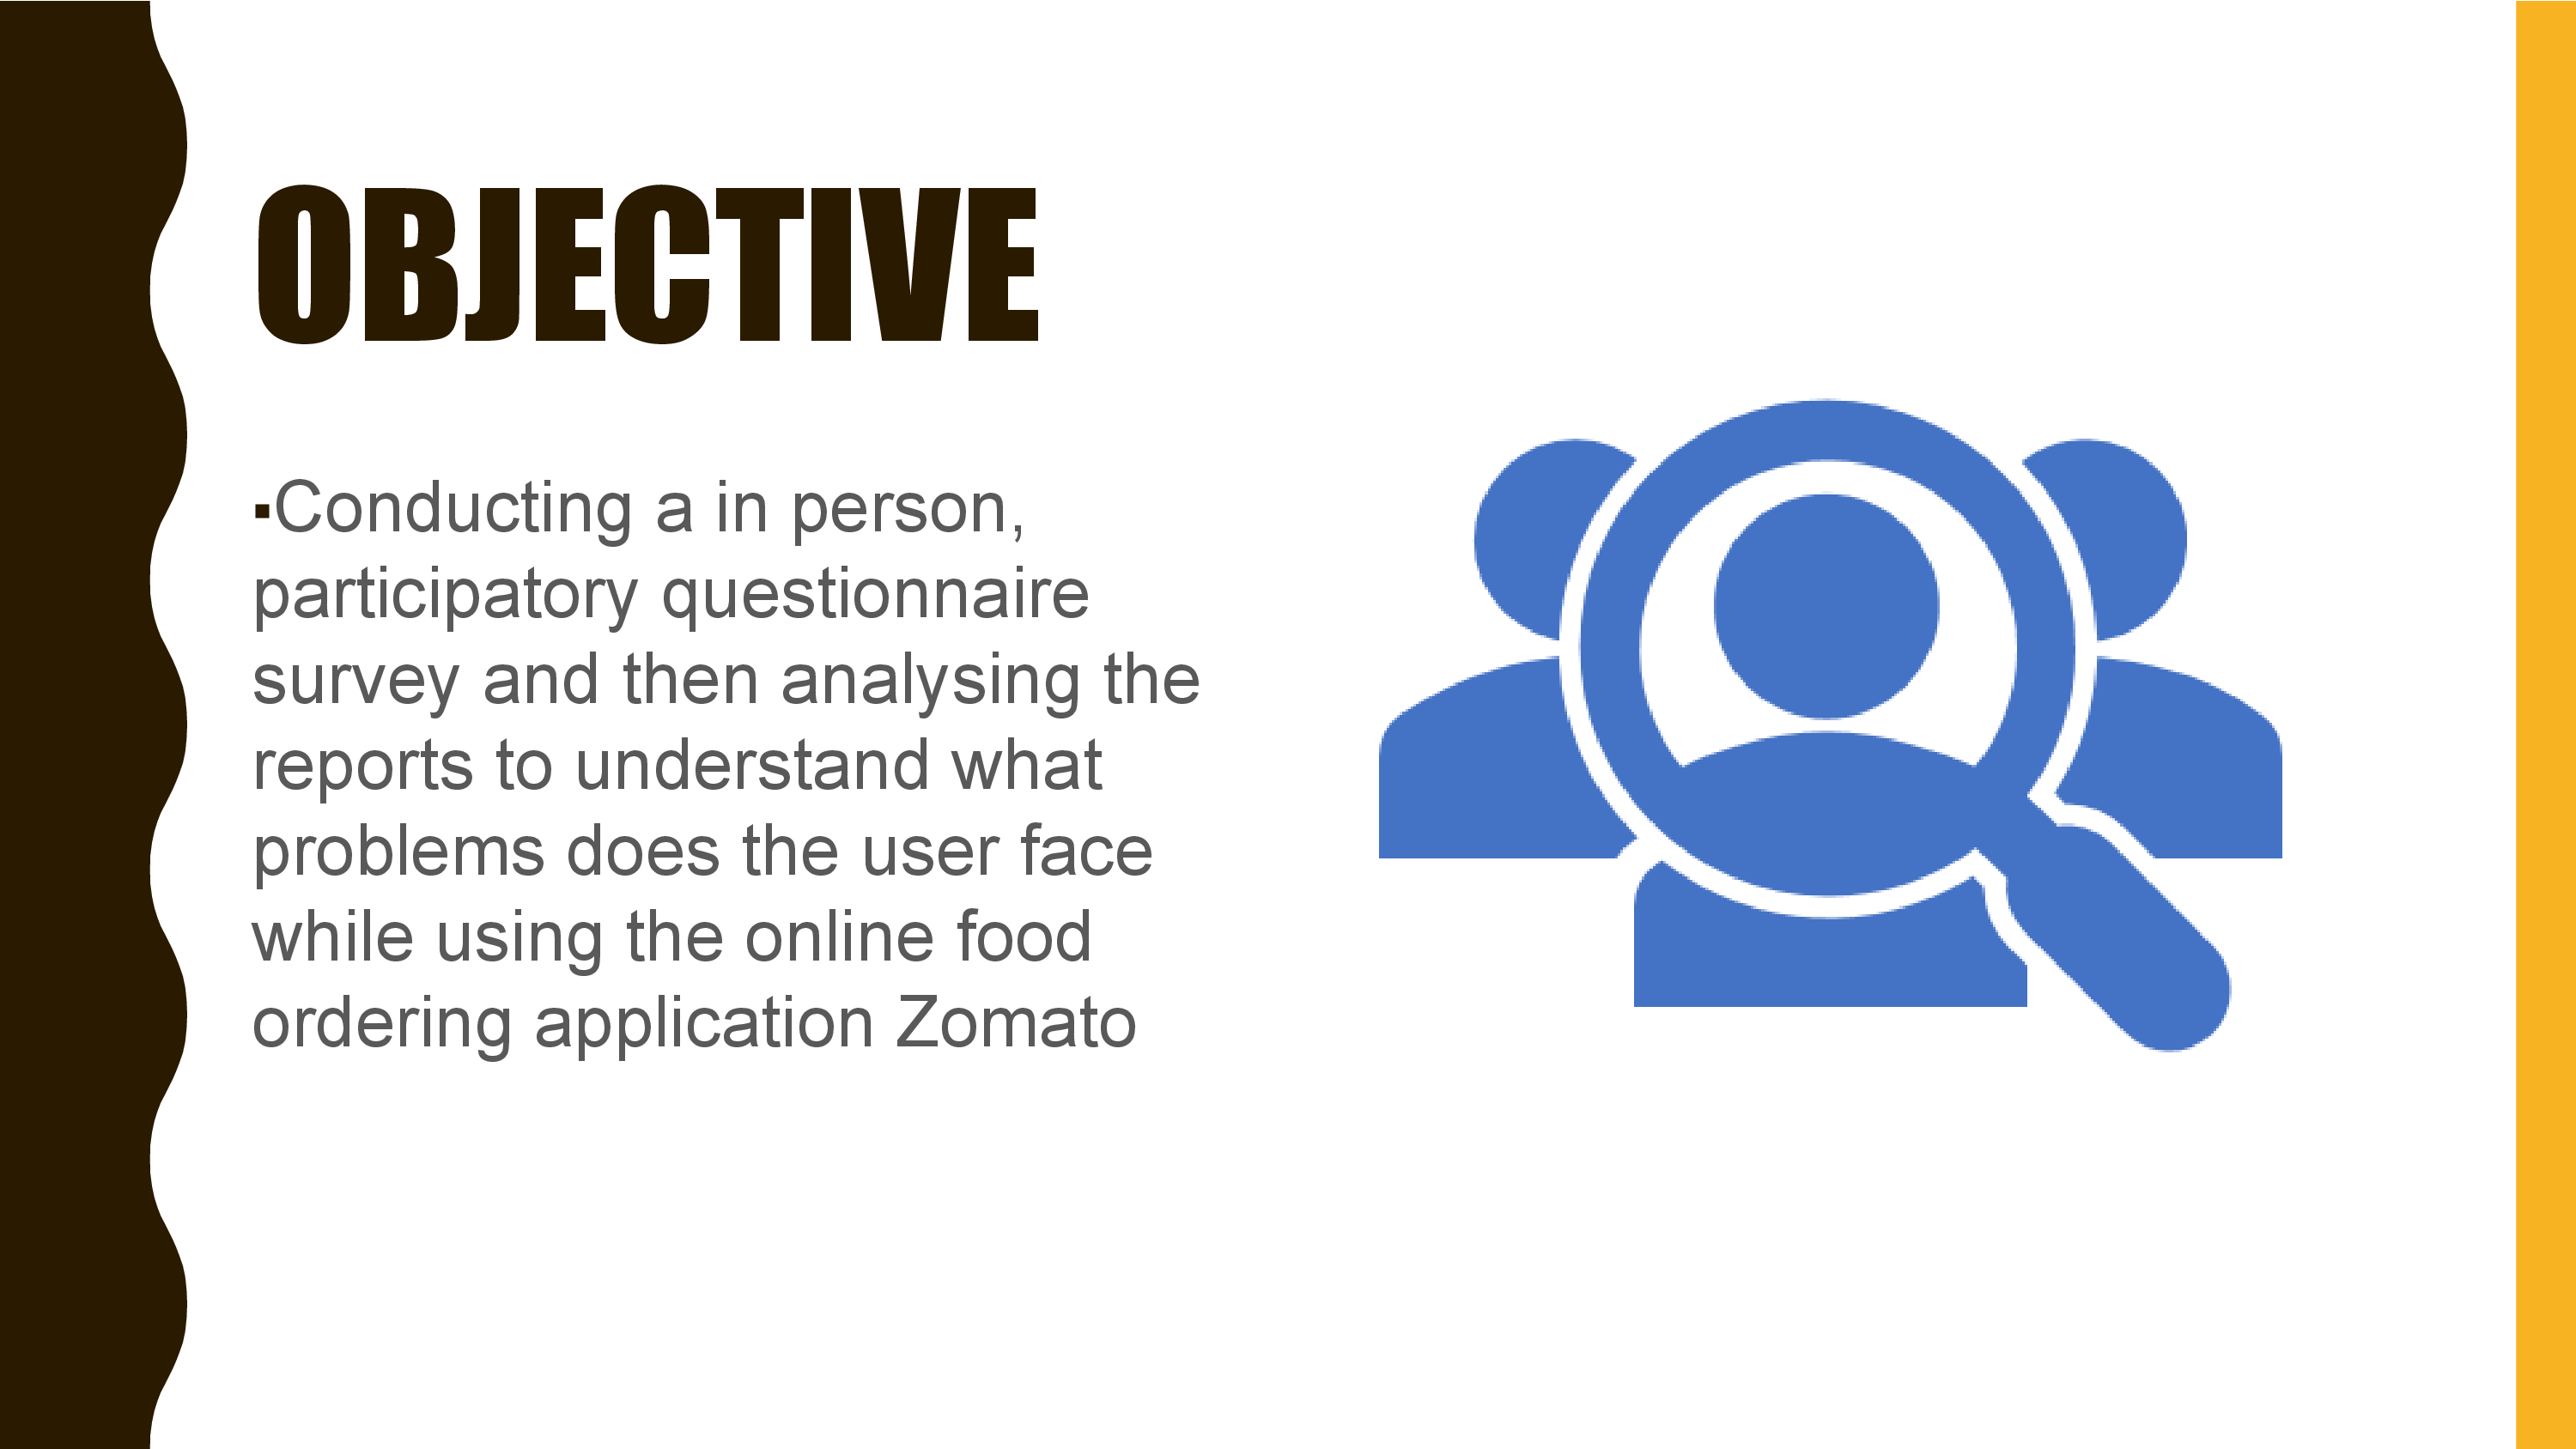 OBJECTIVE
▪Conducting a in person,
participatory questionnaire
survey and then analysing the
reports to understand what
problems does the user face
while using the online food
ordering application Zomato